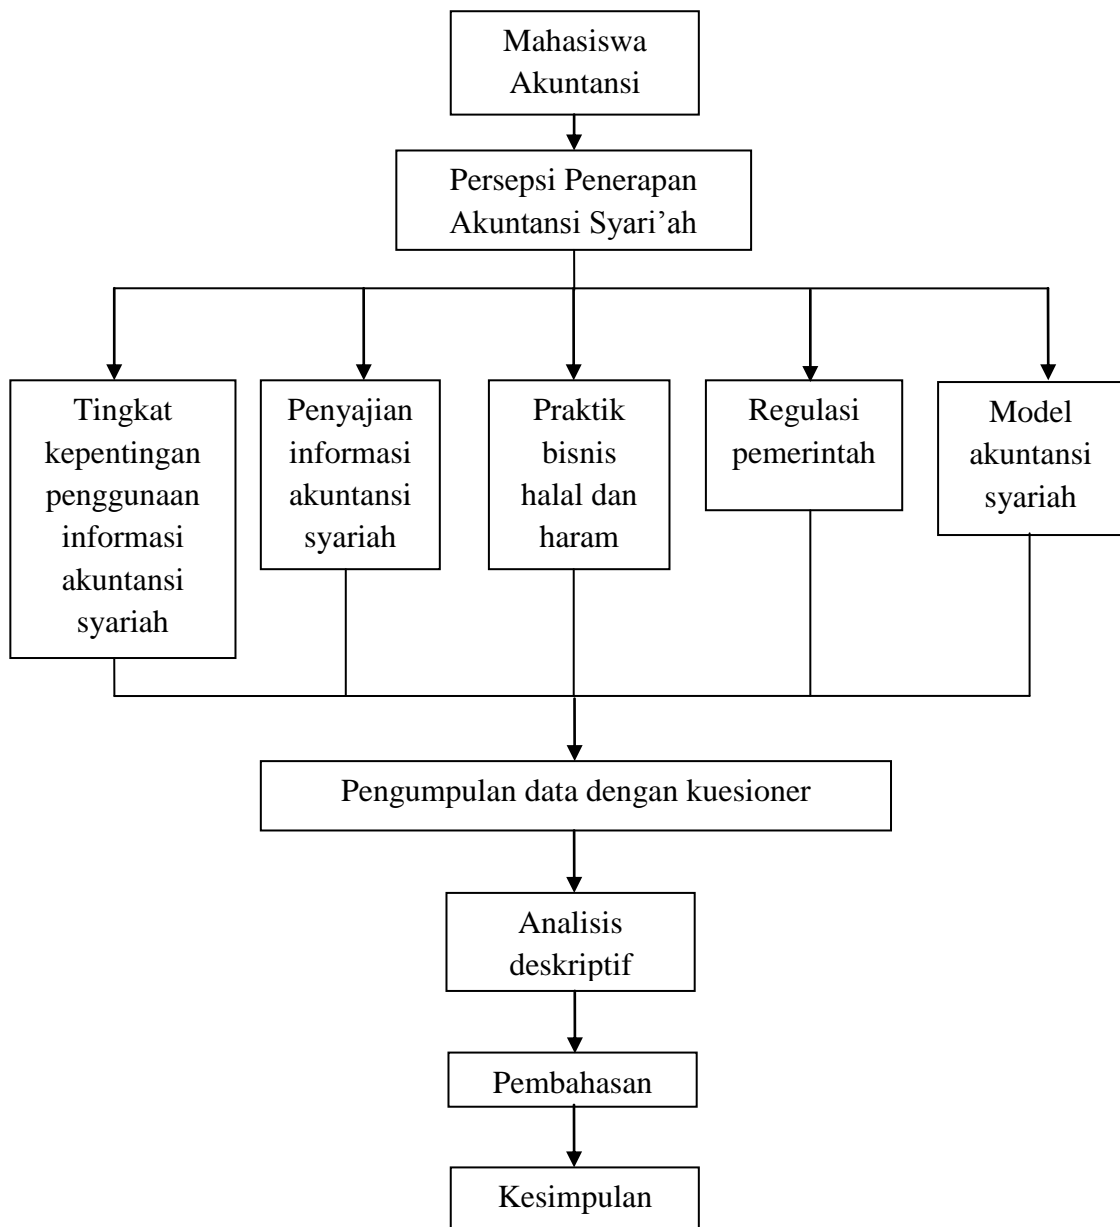 Mahasiswa
Akuntansi
Persepsi Penerapan
Akuntansi Syari’ah
Tingkat
kepentingan
penggunaan
informasi
akuntansi
syariah
Penyajian
informasi
akuntansi
syariah
Praktik
bisnis
halal dan
haram
Regulasi
pemerintah
Model
akuntansi
syariah
Pengumpulan data dengan kuesioner
Analisis
deskriptif
Pembahasan
Kesimpulan